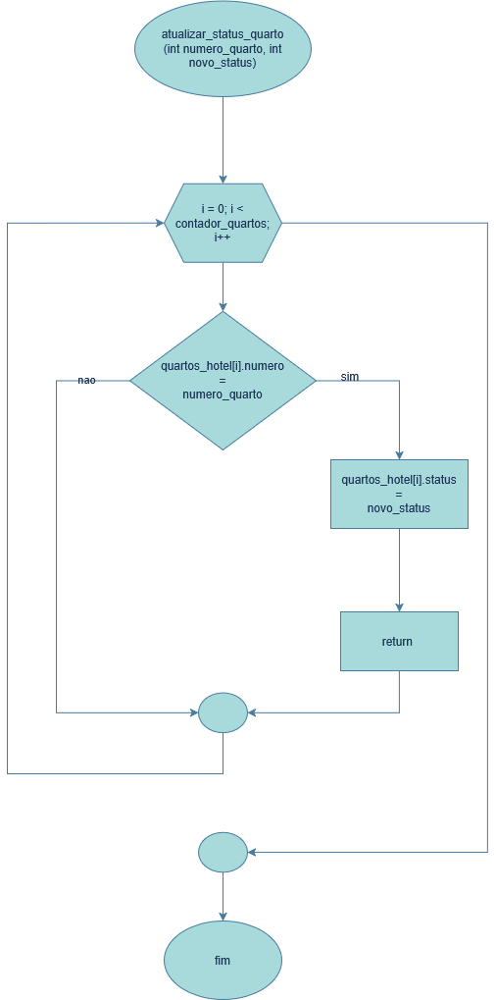 atualizar_status_quarto
(int numero_quarto, int
novo_status)
i = 0; i <
contador_quartos;
i++
quartos_hotel[i].numero
=
numero_quarto
nao
sim
quartos_hotel[i].status
=
novo_status
return
fim